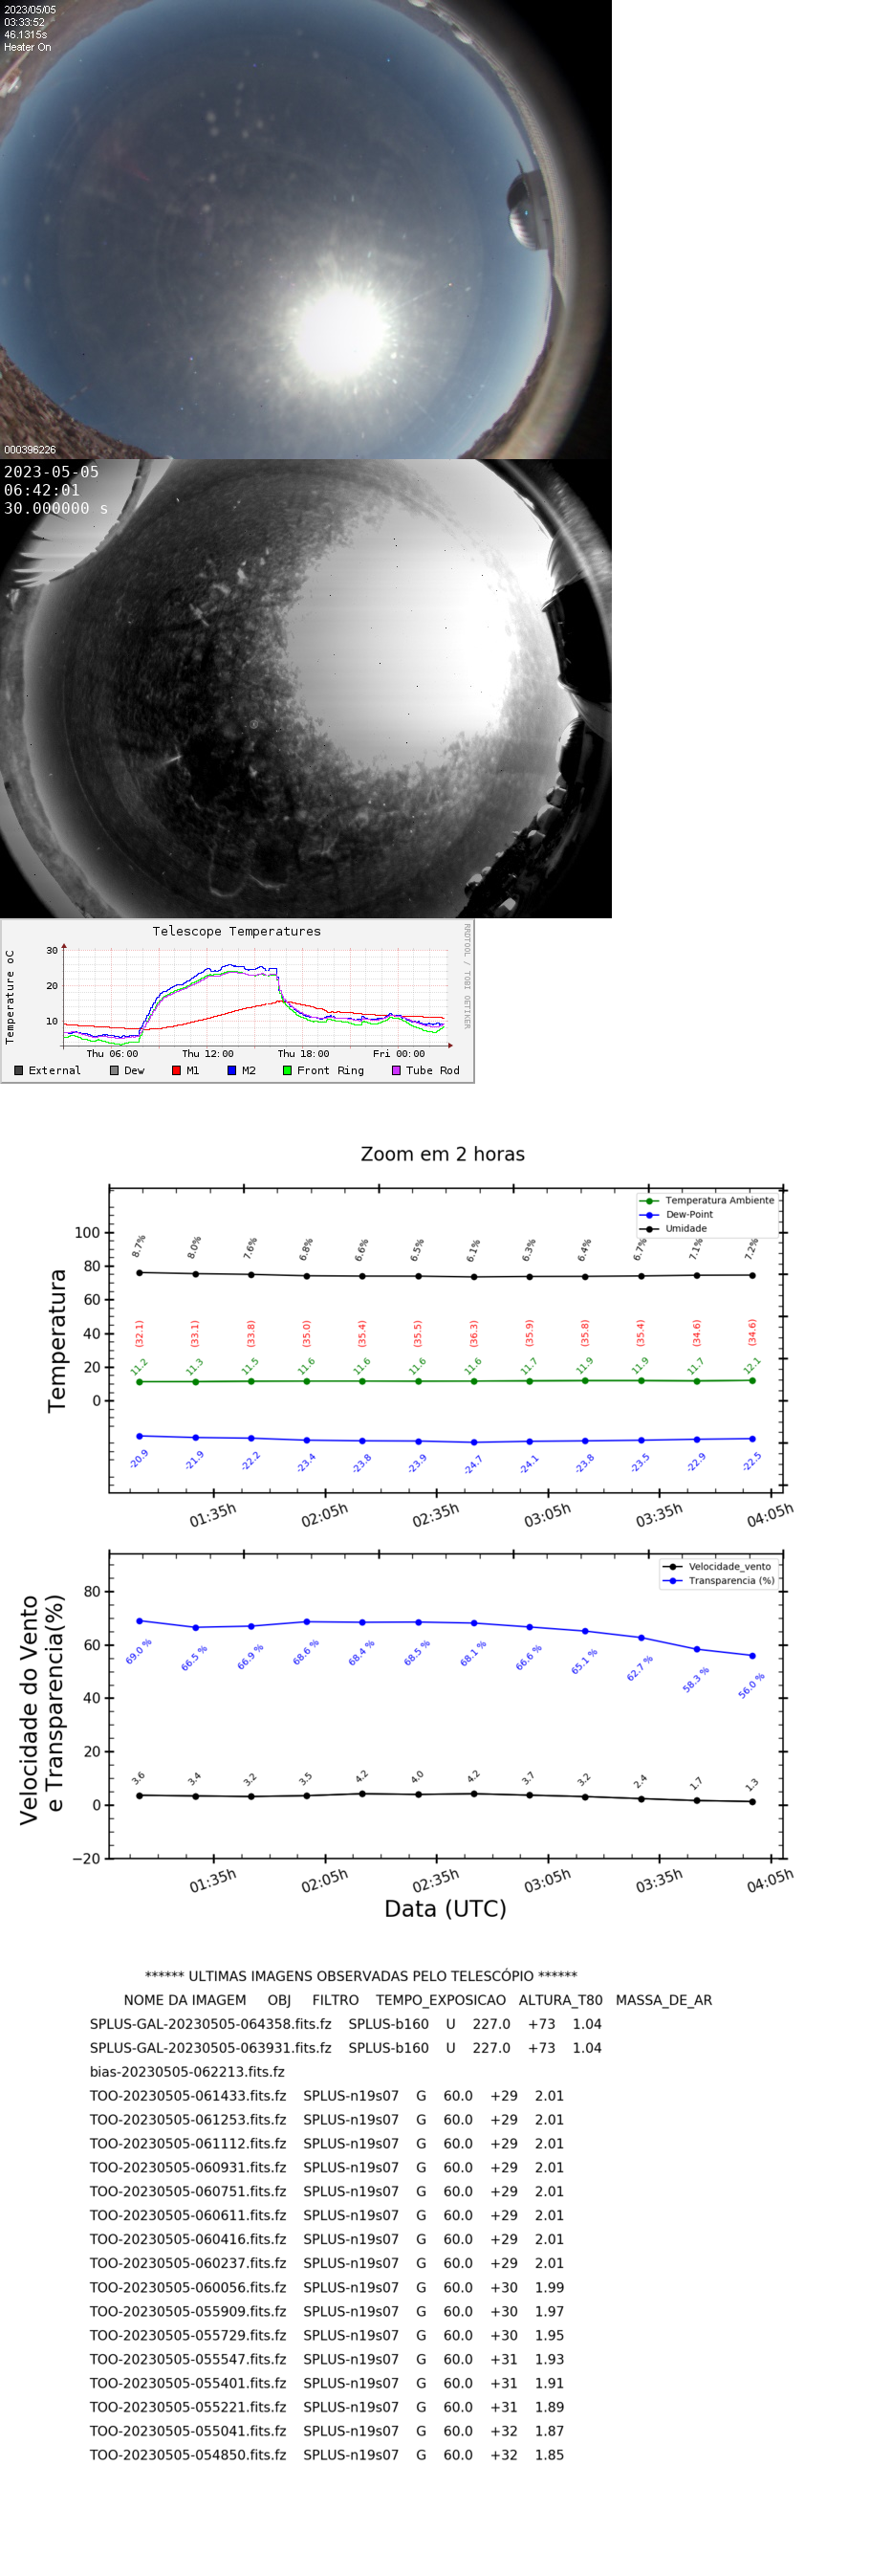 2023/05/05
03:33:52
46.1315s
Heater On
000396226
2023-05-05
06:42:01
30.000000 s
Telescope Temperatures
RRDTOOL / TOBI OETIKER
Temperature oC
30
20
10
Thu 06:00 Thu 12:00 Thu 18:00 Fri 00:00
External Dew M1 M2 Front Ring Tube Rod
Zoom em 2 horas
Temperatura Ambiente
Dew-Point
Umidade
Temperatura
100
80
60
40
20
0
8.7% 8.0% 7.6% 6.8% 6.6% 6.5% 6.1% 6.3% 6.4% 6.7% 7.1% 7.2%
(32.1) (33.1) (33.8) (35.0) (35.4) (35.5) (36.3) (35.9) (35.8) (35.4) (34.6) (34.6)
11.2 11.3 11.5 11.6 11.6 11.6 11.6 11.7 11.9 11.9 11.7 12.1
-20.9 -21.9 -22.2 -23.4 -23.8 -23.9 -24.7 -24.1 -23.8 -23.5 -22.9 -22.5
01:35h 02:05h 02:35h 03:05h 03:35h 04:05h
Velocidade_vento
Transparencia (%)
Velocidade do Vento
e Transparencia(%)
80
60
40
20
0
−20
69.0 % 66.5 % 66.9 % 68.6 % 68.4 % 68.5 % 68.1 % 66.6 % 65.1 % 62.7 % 58.3 % 56.0 %
3.6 3.4 3.2 3.5 4.2 4.0 4.2 3.7 3.2 2.4 1.7 1.3
01:35h 02:05h 02:35h 03:05h 03:35h 04:05h
Data (UTC)
****** ULTIMAS IMAGENS OBSERVADAS PELO TELESCÓPIO ******
NOME DA IMAGEM OBJ FILTRO TEMPO_EXPOSICAO ALTURA_T80 MASSA_DE_AR
SPLUS-GAL-20230505-064358.fits.fz SPLUS-b160 U 227.0 +73 1.04
SPLUS-GAL-20230505-063931.fits.fz SPLUS-b160 U 227.0 +73 1.04
bias-20230505-062213.fits.fz
TOO-20230505-061433.fits.fz SPLUS-n19s07 G 60.0 +29 2.01
TOO-20230505-061253.fits.fz SPLUS-n19s07 G 60.0 +29 2.01
TOO-20230505-061112.fits.fz SPLUS-n19s07 G 60.0 +29 2.01
TOO-20230505-060931.fits.fz SPLUS-n19s07 G 60.0 +29 2.01
TOO-20230505-060751.fits.fz SPLUS-n19s07 G 60.0 +29 2.01
TOO-20230505-060611.fits.fz SPLUS-n19s07 G 60.0 +29 2.01
TOO-20230505-060416.fits.fz SPLUS-n19s07 G 60.0 +29 2.01
TOO-20230505-060237.fits.fz SPLUS-n19s07 G 60.0 +29 2.01
TOO-20230505-060056.fits.fz SPLUS-n19s07 G 60.0 +30 1.99
TOO-20230505-055909.fits.fz SPLUS-n19s07 G 60.0 +30 1.97
TOO-20230505-055729.fits.fz SPLUS-n19s07 G 60.0 +30 1.95
TOO-20230505-055547.fits.fz SPLUS-n19s07 G 60.0 +31 1.93
TOO-20230505-055401.fits.fz SPLUS-n19s07 G 60.0 +31 1.91
TOO-20230505-055221.fits.fz SPLUS-n19s07 G 60.0 +31 1.89
TOO-20230505-055041.fits.fz SPLUS-n19s07 G 60.0 +32 1.87
TOO-20230505-054850.fits.fz SPLUS-n19s07 G 60.0 +32 1.85